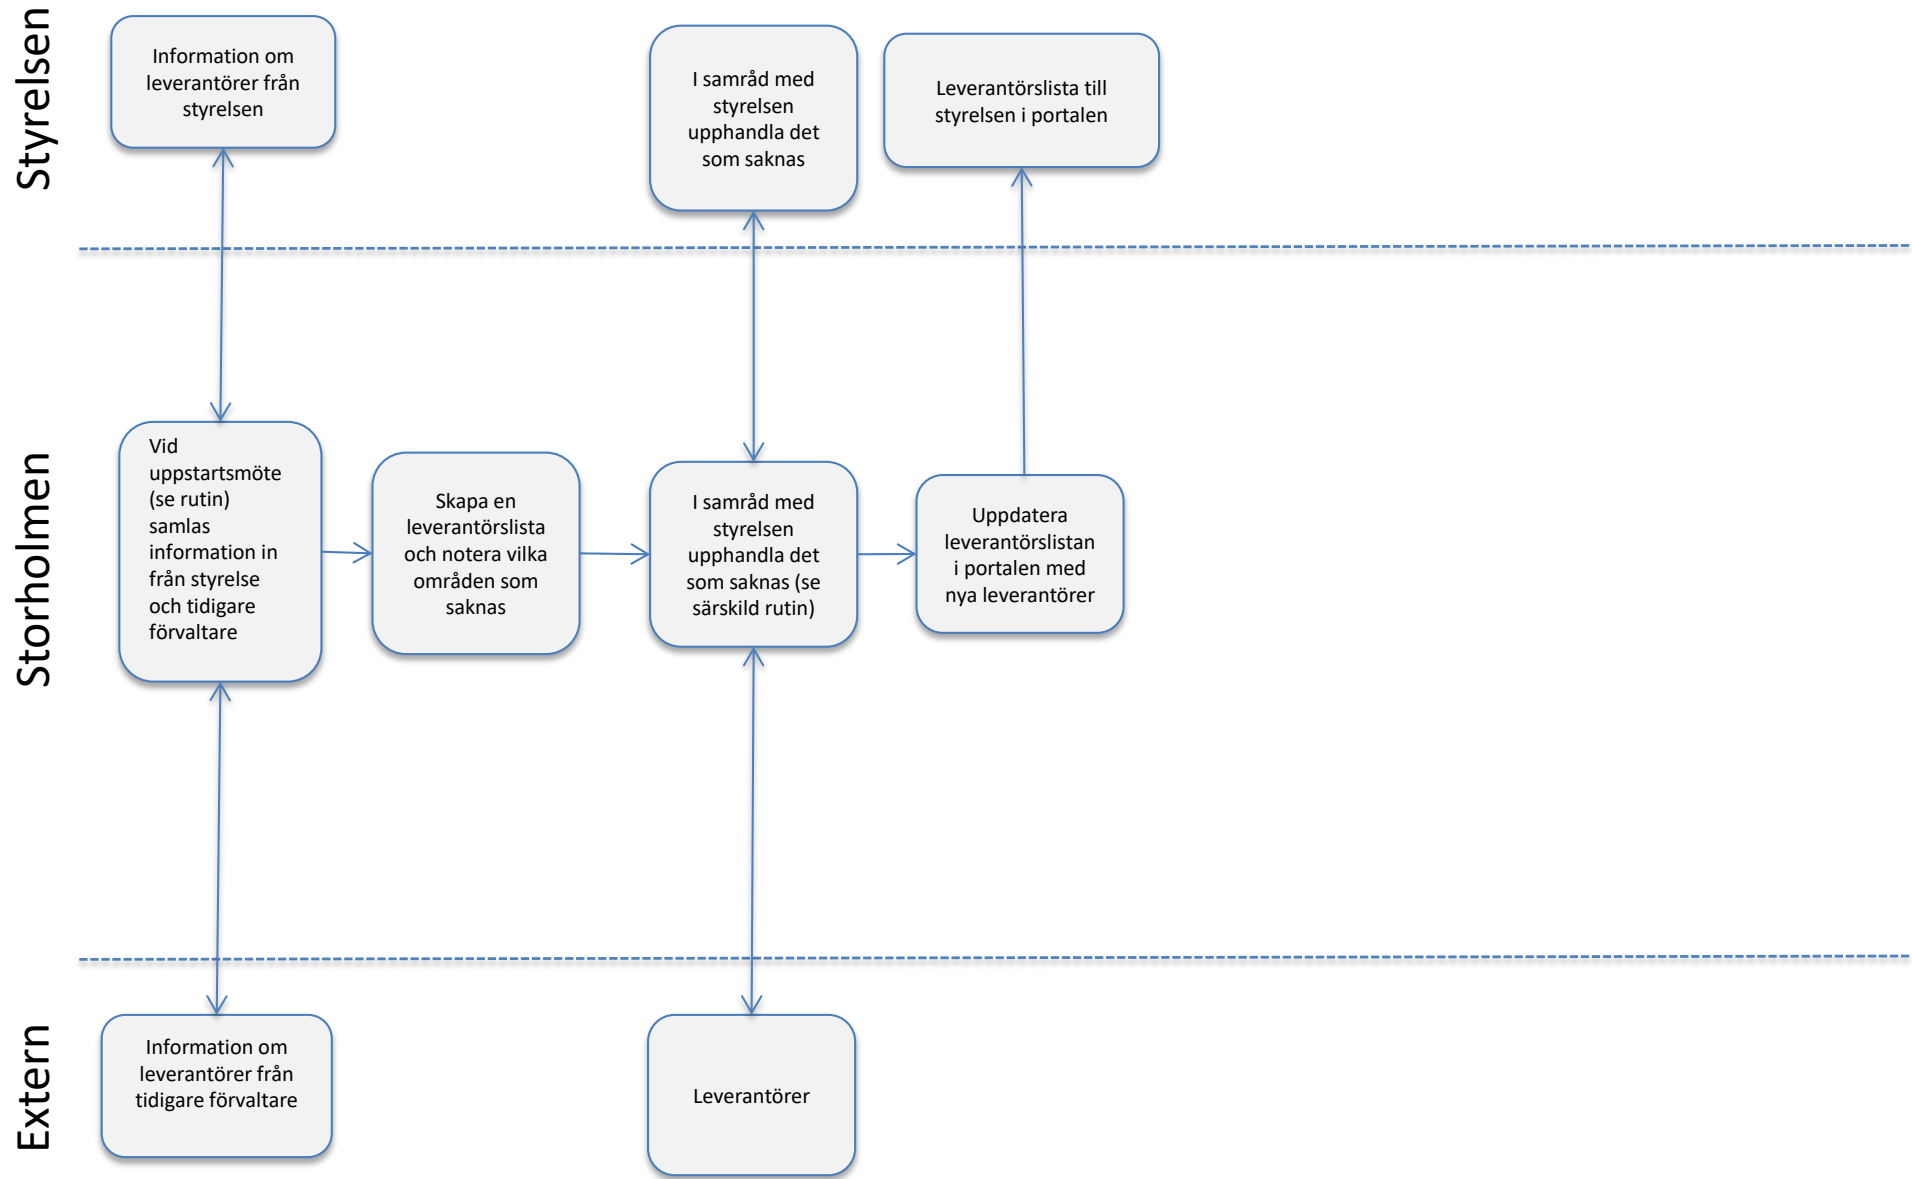 Styrelsen
Information om
leverantörer från
styrelsen
I samråd med
styrelsen
upphandla det
som saknas
Leverantörslista till
styrelsen i portalen
Storholmen
Vid
uppstartsmöte
(se rutin)
samlas
information in
från styrelse
och tidigare
förvaltare
Skapa en
leverantörslista
och notera vilka
områden som
saknas
I samråd med
styrelsen
upphandla det
som saknas (se
särskild rutin)
Uppdatera
leverantörslistan
i portalen med
nya leverantörer
Extern
Information om
leverantörer från
tidigare förvaltare
Leverantörer